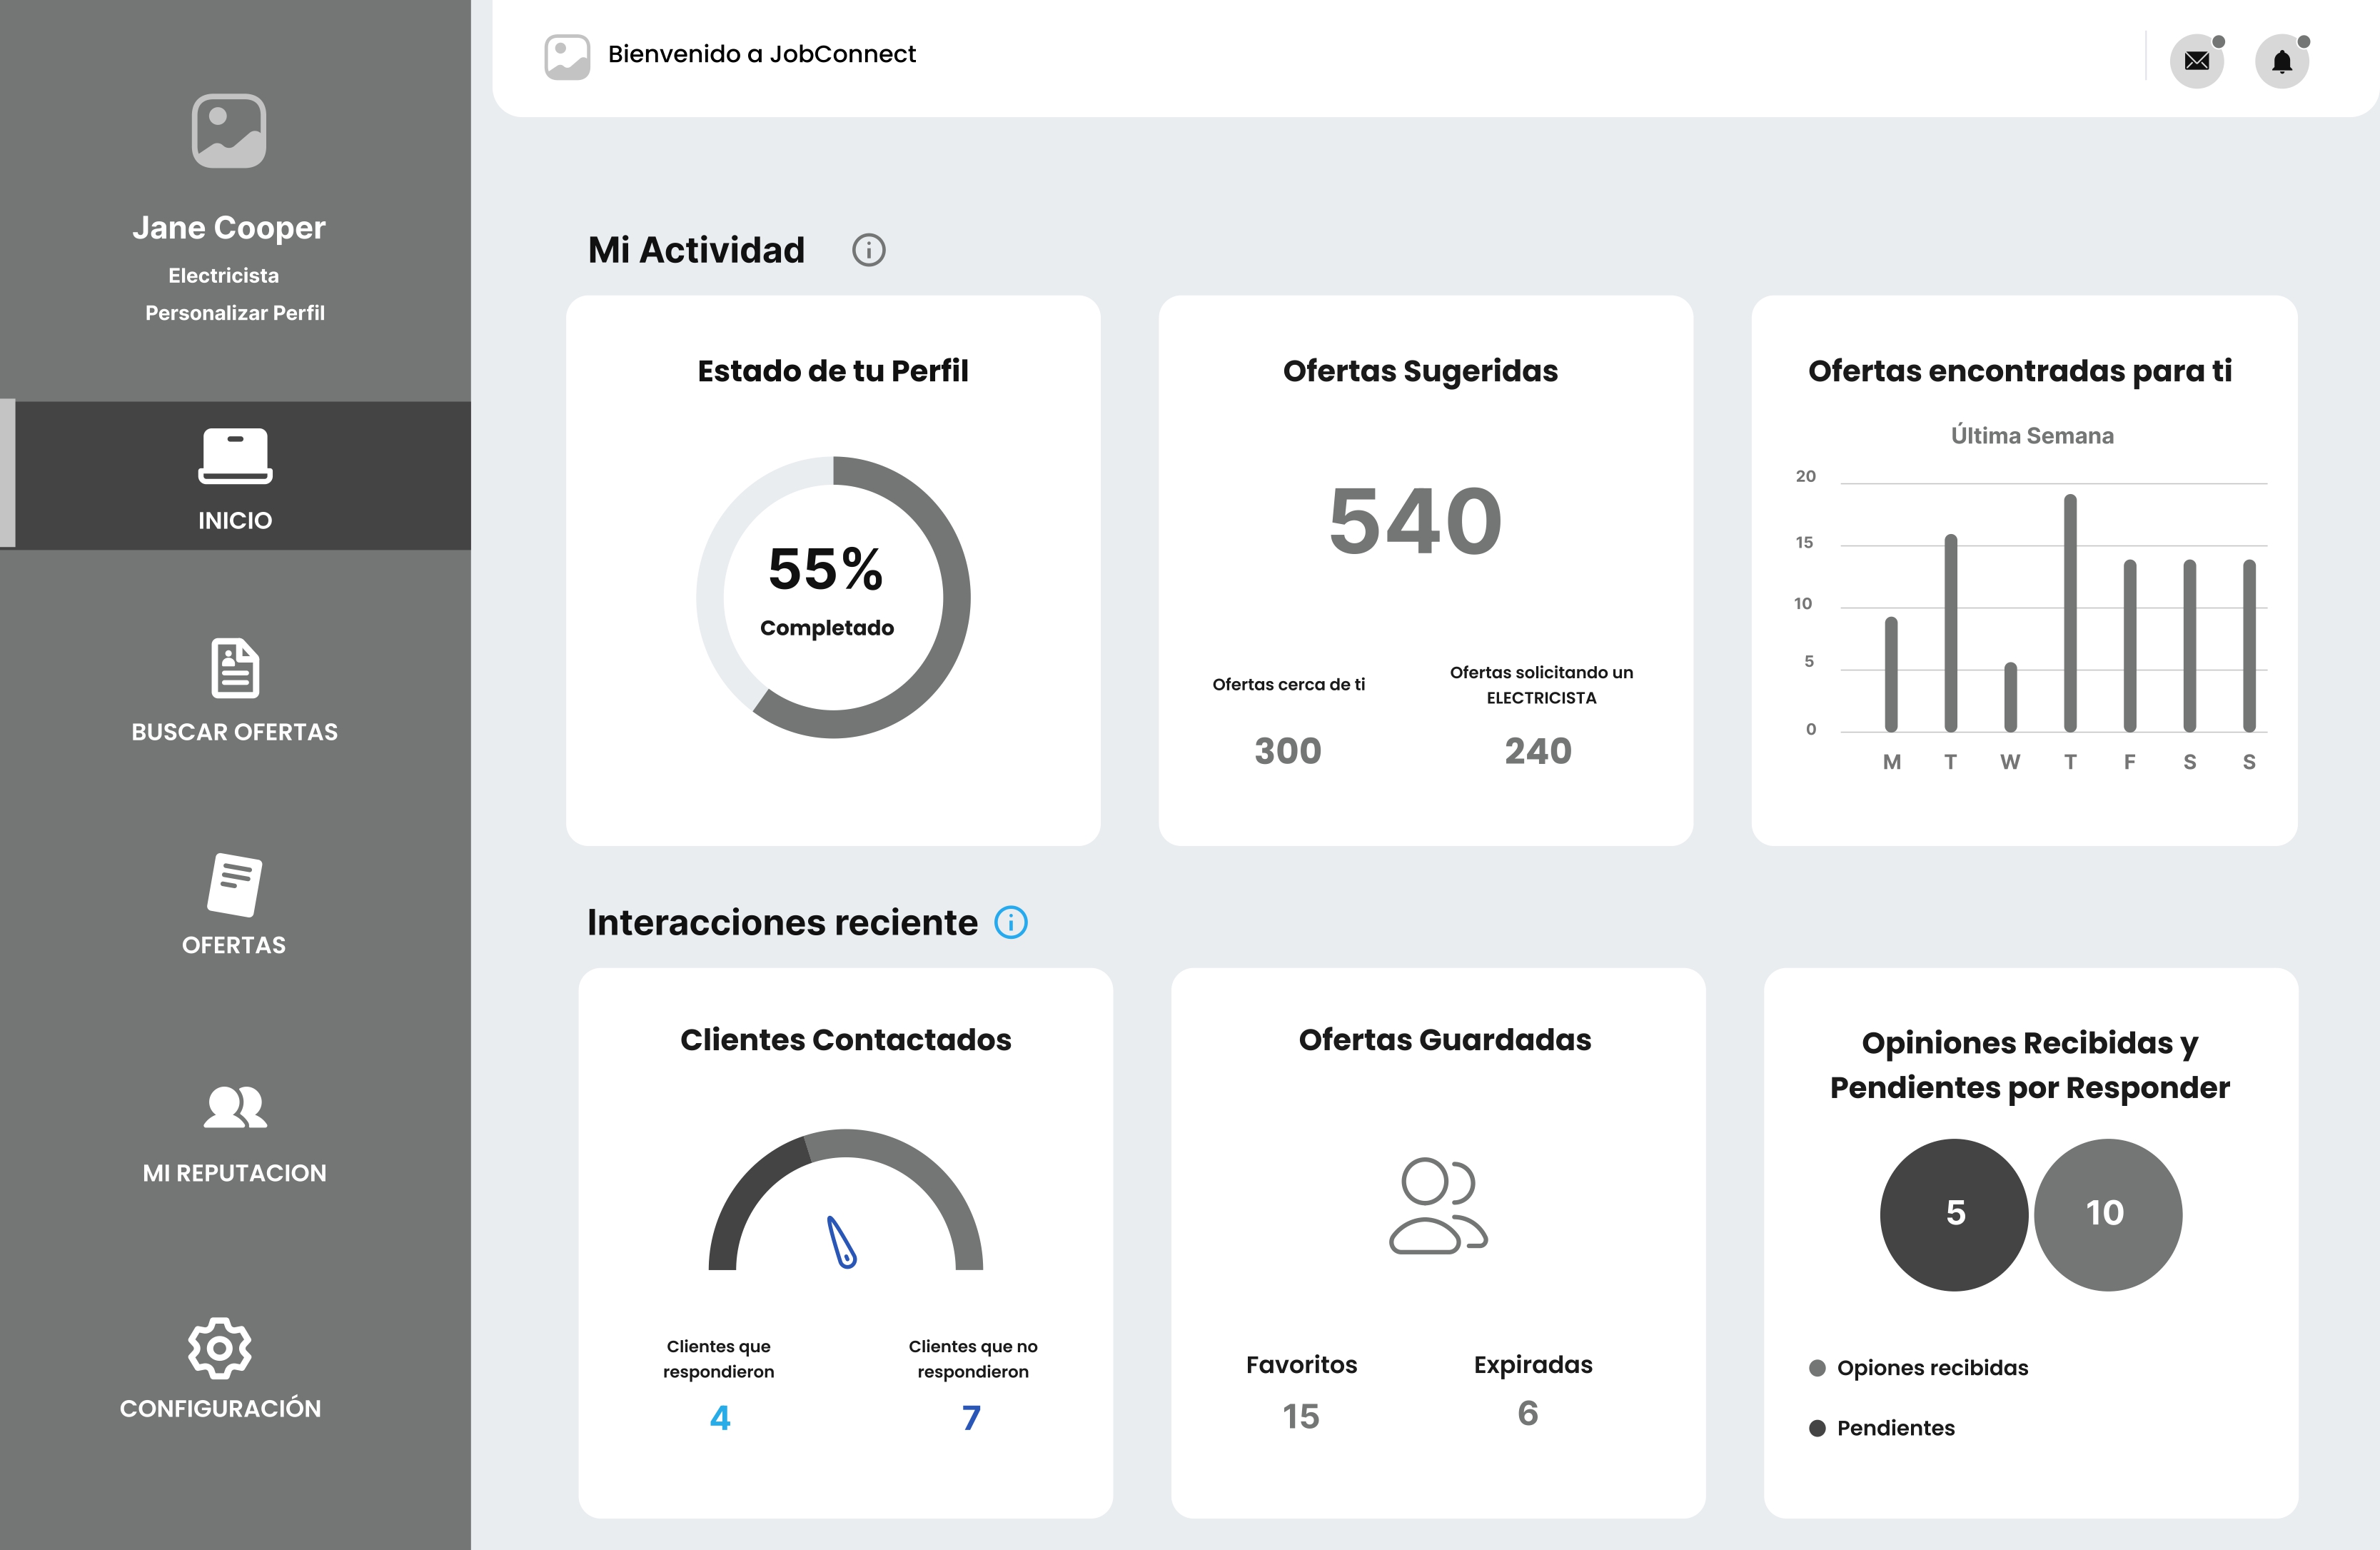 Bienvenido a JobConnect
Jane Cooper
Electricista
Personalizar Perfil
INICIO
BUSCAR OFERTAS
OFERTAS
MI REPUTACION
CONFIGURACIÓN
Mi Actividad
Estado de tu Perfil
55%
Completado
Ofertas Sugeridas
540
Ofertas cerca de ti
300
Ofertas solicitando un
ELECTRICISTA
240
Ofertas encontradas para ti
Última Semana
20
15
10
5
0
M T W T F S S
Interacciones reciente
Clientes Contactados
Clientes que
respondieron
4
Clientes que no
respondieron
7
Ofertas Guardadas
Favoritos
15
Expiradas
6
Opiniones Recibidas y
Pendientes por Responder
5
10
Opiones recibidas
Pendientes